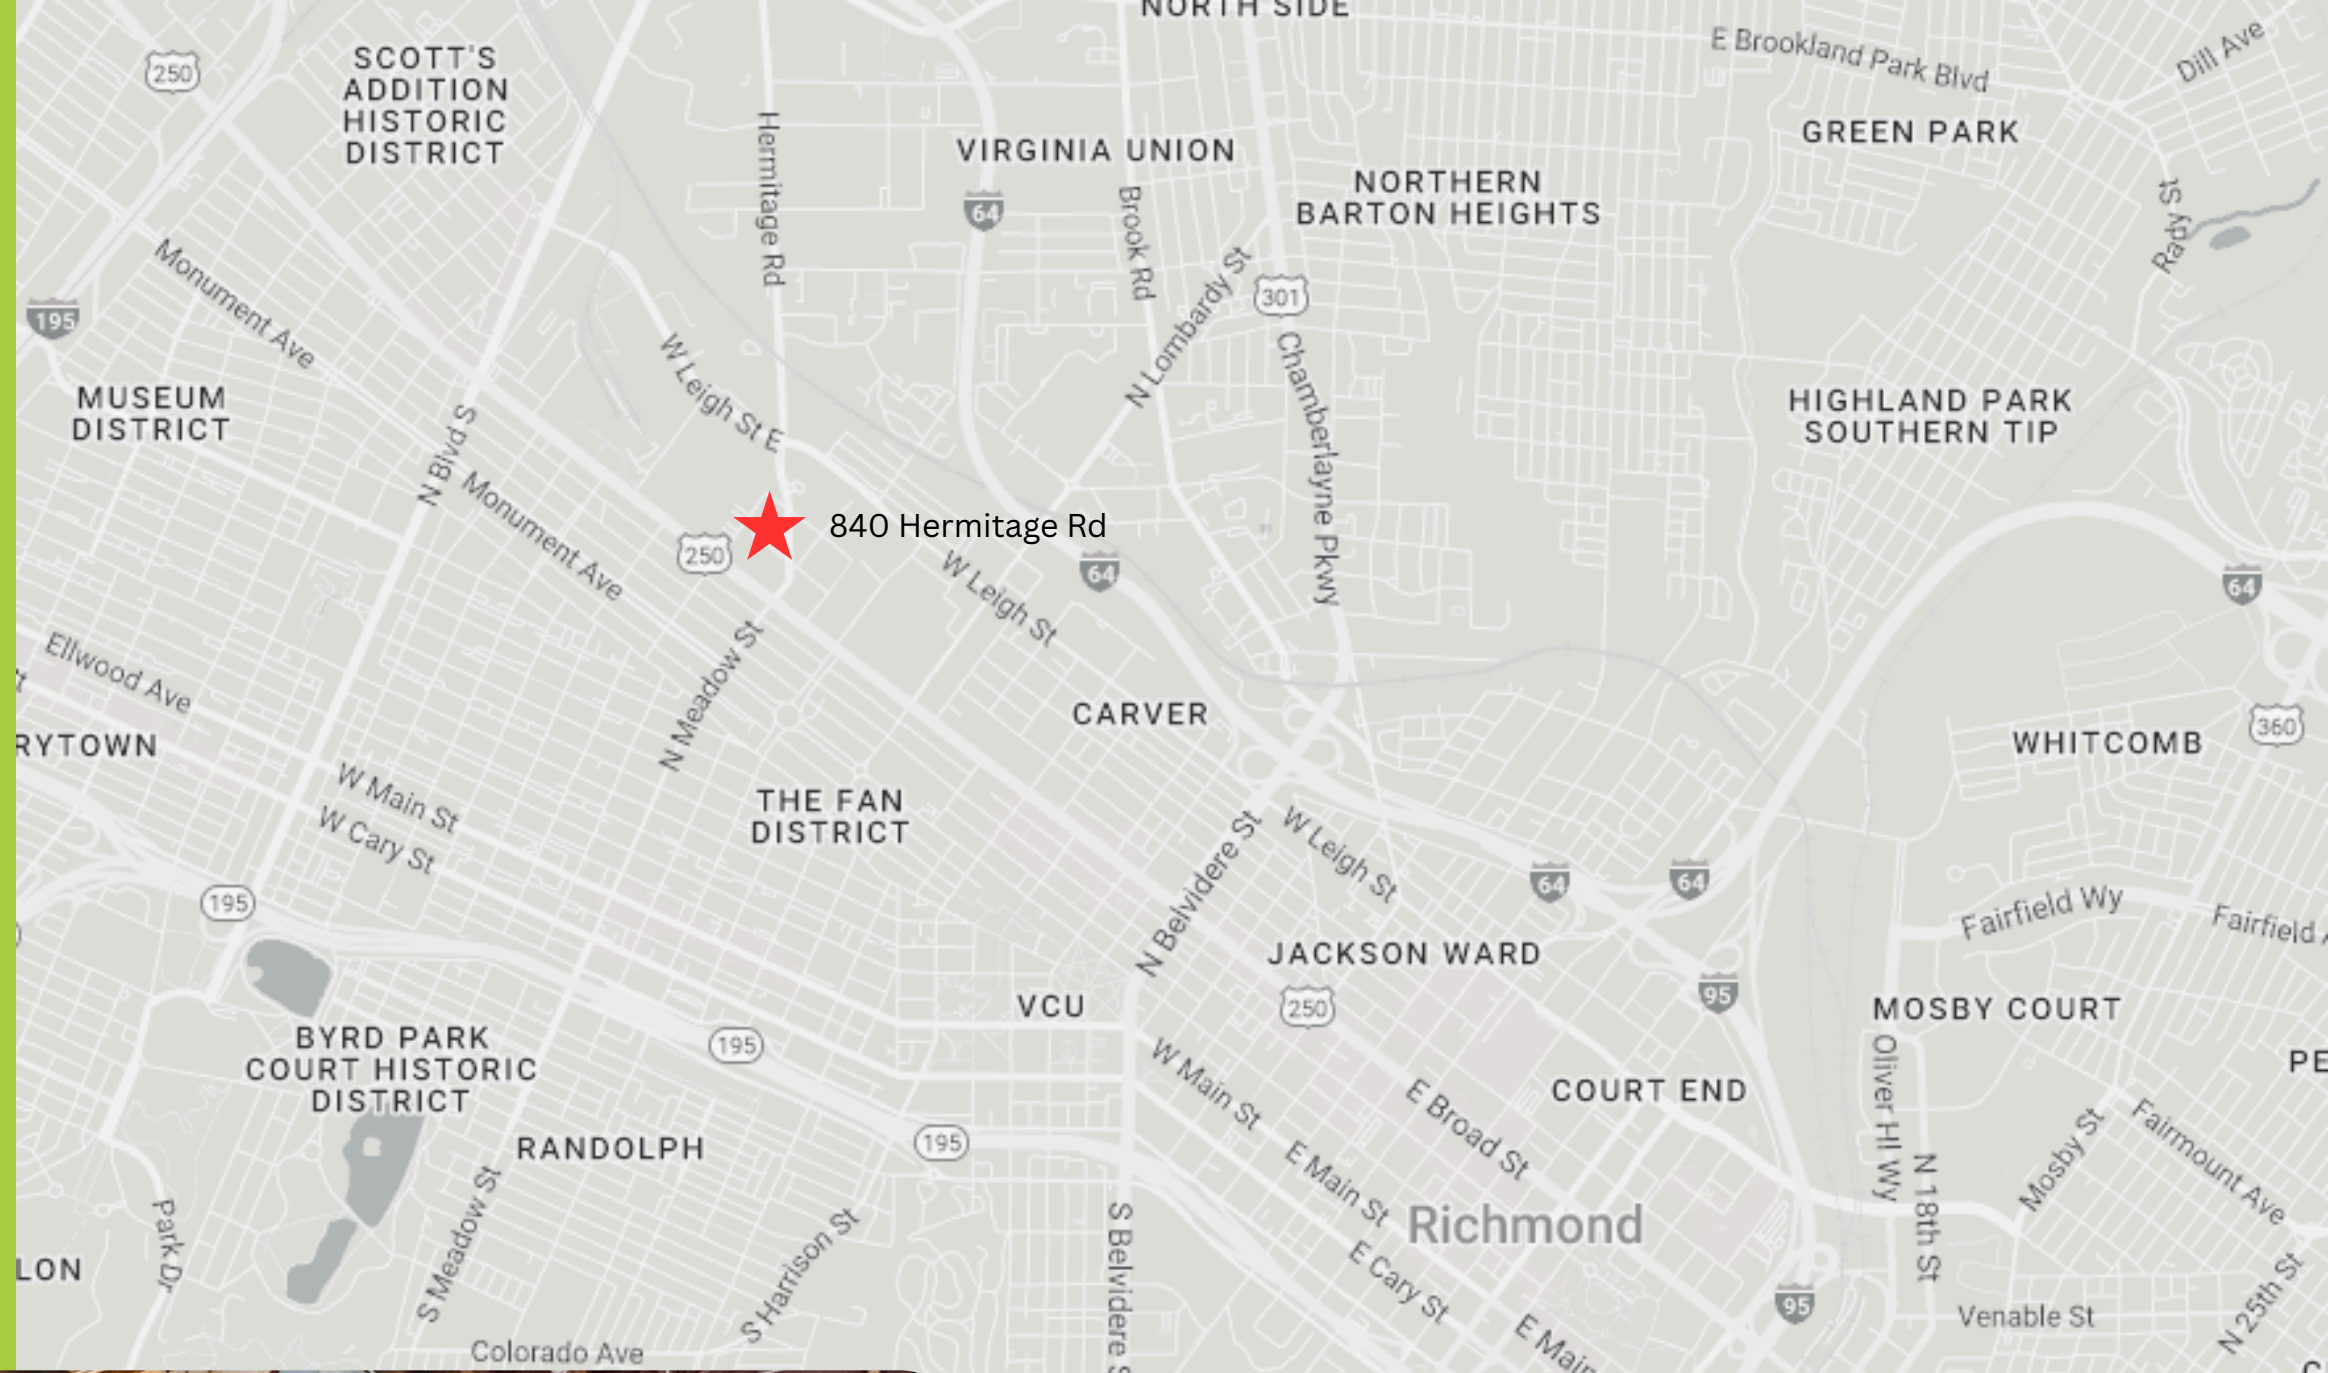 NORTH SIDE
E Brookland Park Blvd
Dill Ave
250
SCOTT'S
ADDITION
HISTORIC
DISTRICT
Hermitage Rd
VIRGINIA UNION
GREEN PARK
NORTHERN
BARTON HEIGHTS
64
Brook Rd
Rady St
Monument Ave
N Lombardy St
301
195
W Leigh St E
Chamberlayne Pkwy
MUSEUM
DISTRICT
N Blvd S
HIGHLAND PARK
SOUTHERN TIP
Monument Ave
840 Hermitage Rd
250
W Leigh St
64
64
Ellwood Ave
N Meadow St
CARVER
360
RYTOWN
WHITCOMB
W Main St
W Cary St
THE FAN
DISTRICT
N Belvidere St
W Leigh St
64
64
195
Fairfield Wy
Fairfield
JACKSON WARD
95
VCU
250
MOSBY COURT
BYRD PARK
COURT HISTORIC
DISTRICT
195
W Main St
Oliver Hl Wy
PE
E Broad St
COURT END
RANDOLPH
195
Mosby St
Fairmount Ave
E Main St
Richmond
N 18th St
Park Dr
S Meadow St
S Harrison St
S Belvidere S
E Cary St
LON
95
Venable St
N 25th St
E Main
Colorado Ave